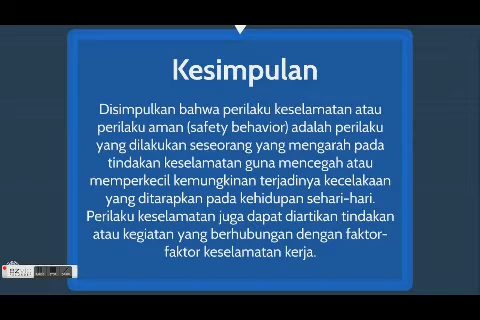 Kesimpulan
Disimpulkan bahwa perilaku keselamatan atau
perilaku aman (safety behavior) adalah perilaku
yang dilakukan seseorang yang mengarah pada
tindakan keselamatan guna mencegah atau
memperkecil kemungkinan terjadinya kecelakaan
yang ditarapkan pada kehidupan sehari-hari.
Perilaku keselamatan juga dapat diartikan tindakan
atau kegiatan yang berhubungan dengan faktor-
faktor keselamatan kerja.